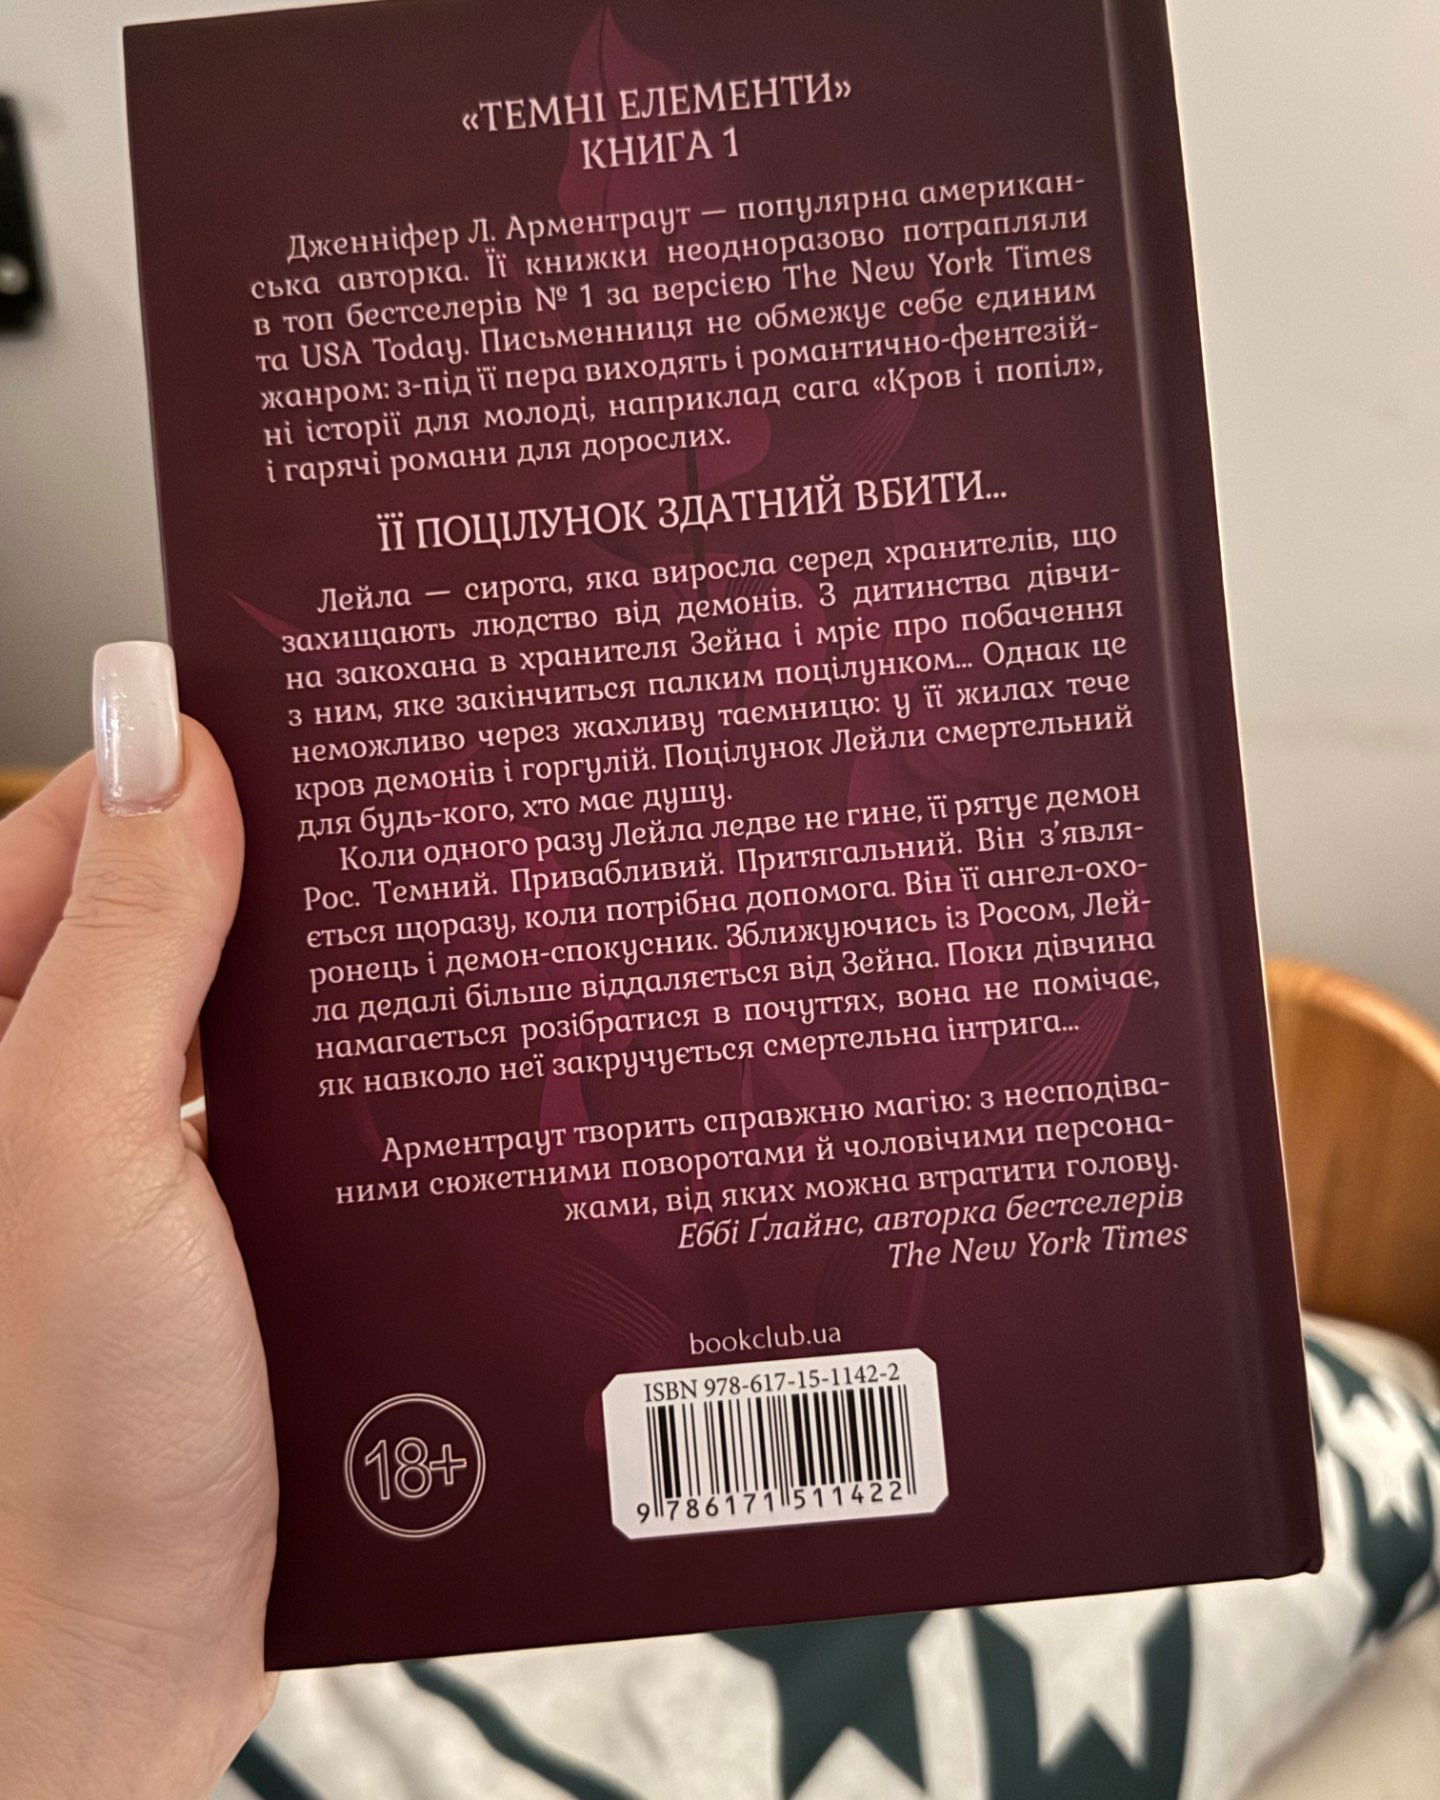 «ТЕМНІ ЕЛЕМЕНТИ»
КНИГА 1
Дженніфер Л. Арментраут — популярна американ-
ська авторка. Її книжки неодноразово потрапляли
в топ бестселерів № 1 за версією The New York Times
та USA Today. Письменниця не обмежує себе єдиним
жанром: з-під її пера виходять і романтично-фентезій-
ні історії для молоді, наприклад сага «Кров і попіл»,
і гарячі романи для дорослих.
ЇЇ ПОЦІЛУНОК ЗДАТНИЙ ВБИТИ...
Лейла — сирота, яка виросла серед хранителів, що
захищають людство від демонів. З дитинства дівчи-
на закохана в хранителя Зейна і мріє про побачення
з ним, яке закінчиться палким поцілунком... Однак це
неможливо через жахливу таємницю: у її жилах тече
кров демонів і горгулій. Поцілунок Лейли смертельний
для будь-кого, хто має душу.
Коли одного разу Лейла ледве не гине, її рятує демон
Рос. Темний. Привабливий. Притягальний. Він з’явля-
ється щоразу, коли потрібна допомога. Він її ангел-охо-
ронець і демон-спокусник. Зближуючись із Росом, Лей-
ла дедалі більше віддаляється від Зейна. Поки дівчина
намагається розібратися в почуттях, вона не помічає,
як навколо неї закручується смертельна інтрига...
Арментраут творить справжню магію: з несподіва-
ними сюжетними поворотами й чоловічими персона-
жами, від яких можна втратити голову.
Еббі Ґлайнс, авторка бестселерів
The New York Times
bookclub.ua
ISBN 978-617-15-1142-2
9 786171 511422
18+